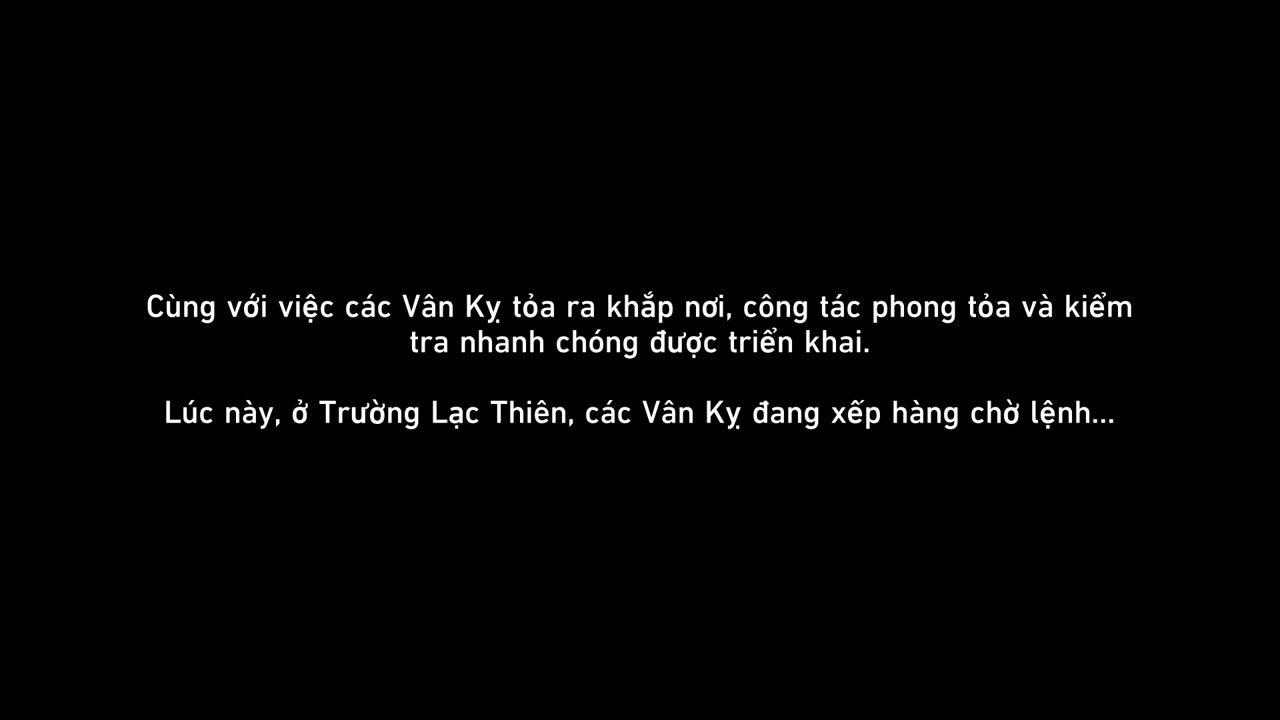 Cùng với việc các Vân Kỵ tỏa ra khắp nơi, công tác phong tỏa và kiểm
tra nhanh chóng được triển khai.
Lúc này, ở Trường Lạc Thiên, các Vân Kỵ đang xếp hàng chờ lệnh...